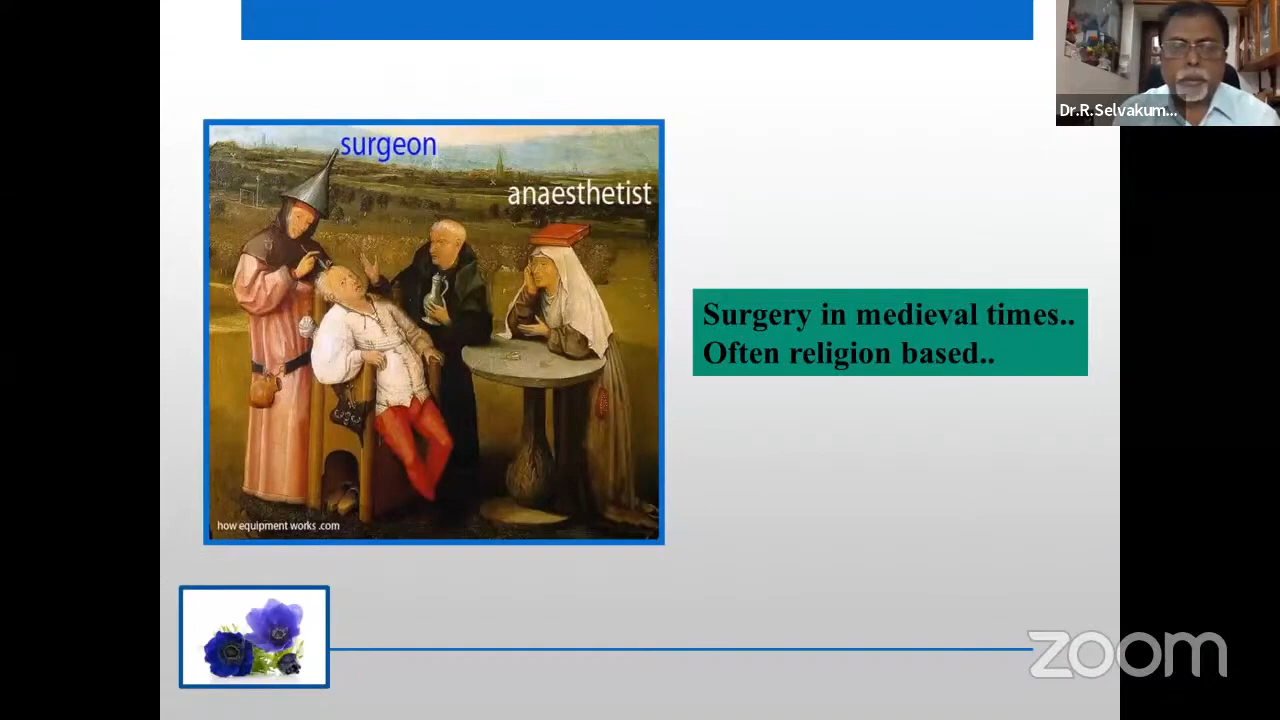 Dr.R.Selvakum...
surgeon
anaesthetist
Surgery in medieval times..
Often religion based..
how equipment works .com
zoom